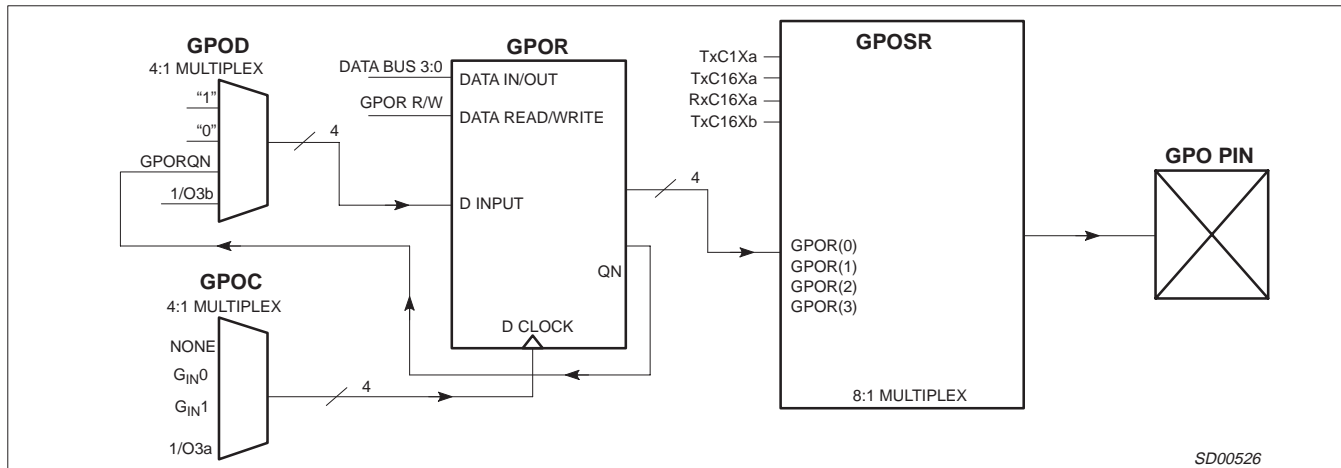 GPOD
4:1 MULTIPLEX
“1”
“0”
GPORQN
1/O3b
4
GPOC
4:1 MULTIPLEX
NONE
GIN0
GIN1
1/O3a
4
GPOR
DATA BUS 3:0
DATA IN/OUT
GPOR R/W
DATA READ/WRITE
D INPUT
QN
D CLOCK
4
GPOSR
TxC1Xa
TxC16Xa
RxC16Xa
TxC16Xb
GPOR(0)
GPOR(1)
GPOR(2)
GPOR(3)
8:1 MULTIPLEX
GPO PIN
SD00526